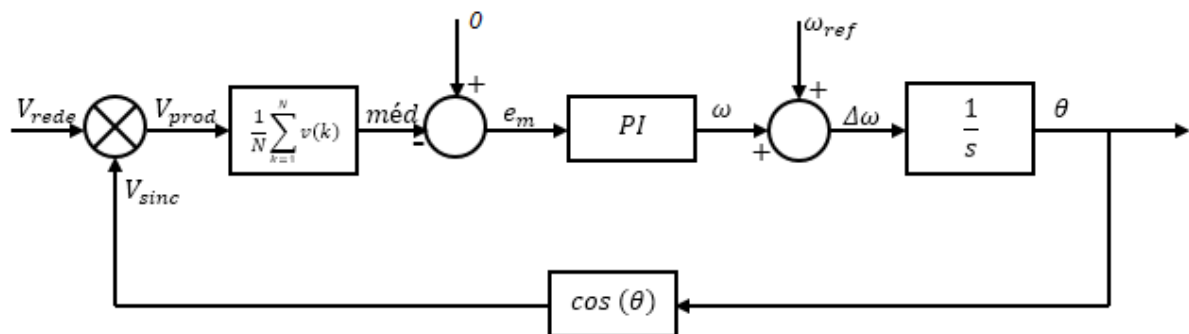 0
ω_ref
+
+
V_rede
V_prod
1/N ∑_{k=1}^{N} v(k)
méd
-
e_m
PI
ω
+
Δω
1/s
θ
V_sinc
cos (θ)